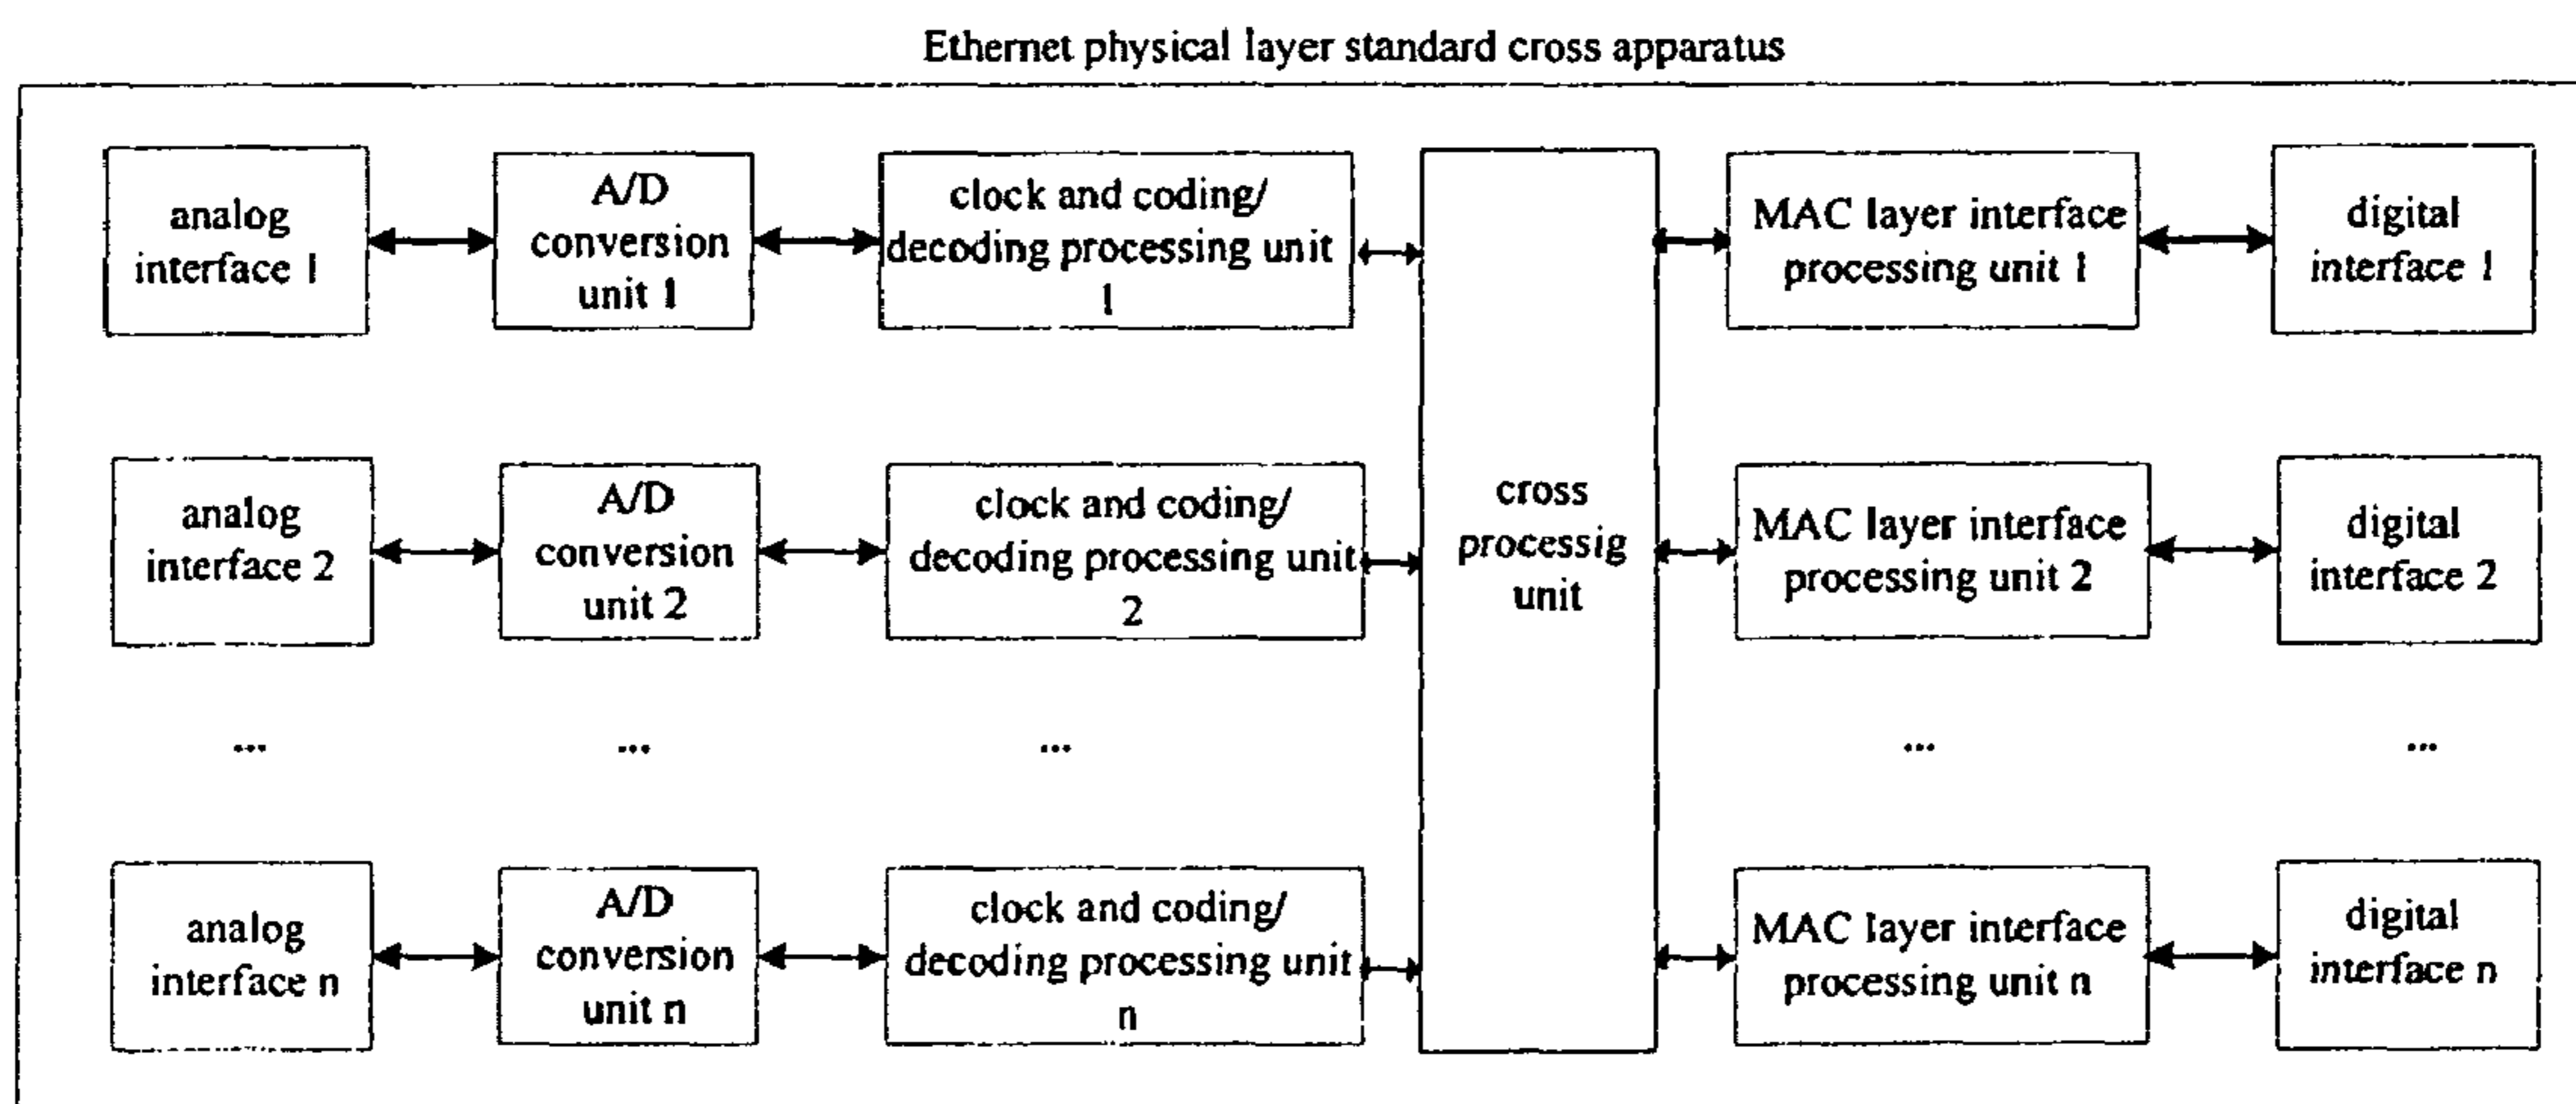 Ethernet physical layer standard cross apparatus
analog
interface 1
A/D
conversion
unit 1
clock and coding/
decoding processing unit
1
cross
processig
unit
MAC layer interface
processing unit 1
digital
interface 1
analog
interface 2
A/D
conversion
unit 2
clock and coding/
decoding processing unit
2
MAC layer interface
processing unit 2
digital
interface 2
...
...
...
...
...
analog
interface n
A/D
conversion
unit n
clock and coding/
decoding processing unit
n
MAC layer interface
processing unit n
digital
interface n